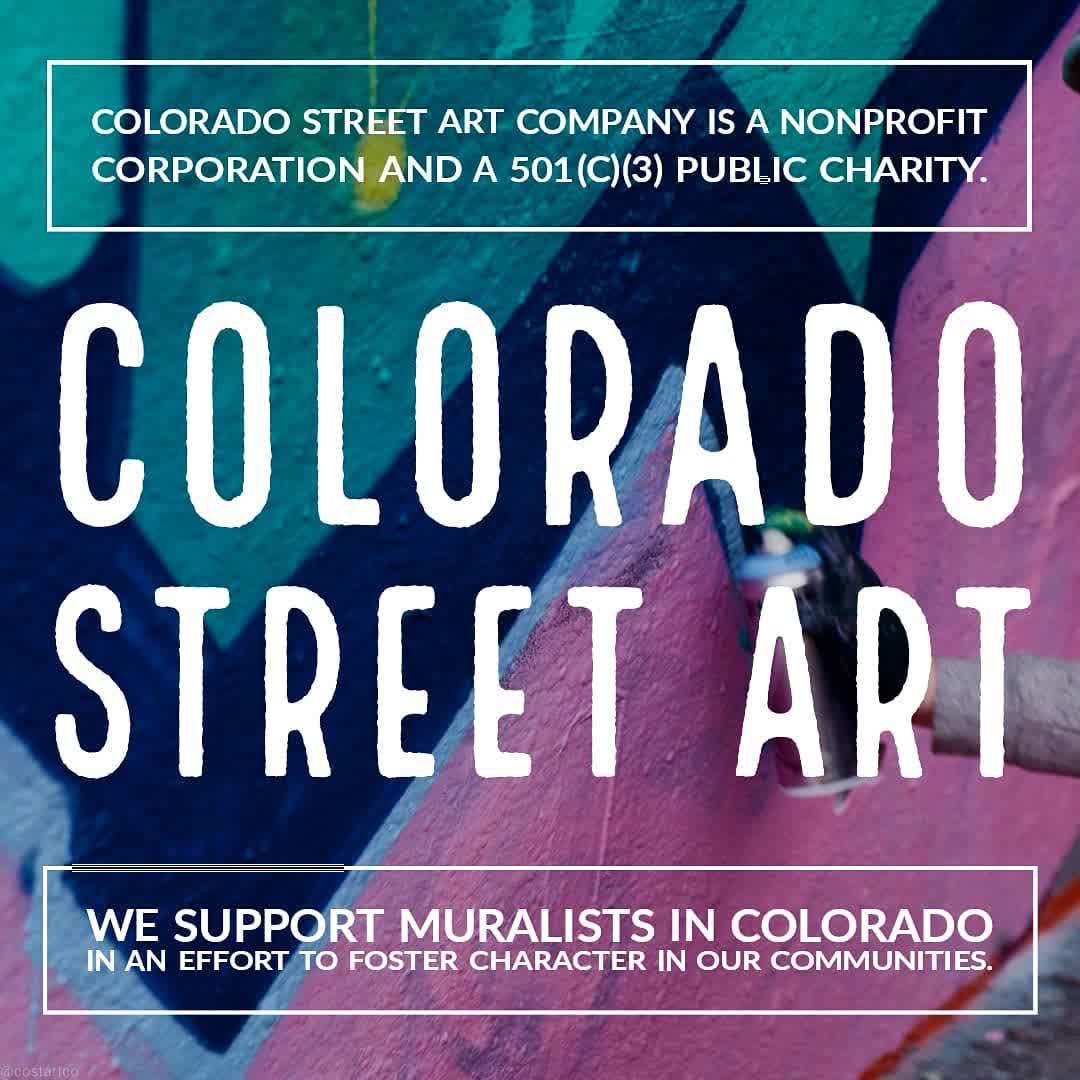 COLORADO STREET ART COMPANY IS A NONPROFIT
CORPORATION AND A 501(C)(3) PUBLIC CHARITY.
COLORADO
STREET ART
WE SUPPORT MURALISTS IN COLORADO
IN AN EFFORT TO FOSTER CHARACTER IN OUR COMMUNITIES.
@costartco